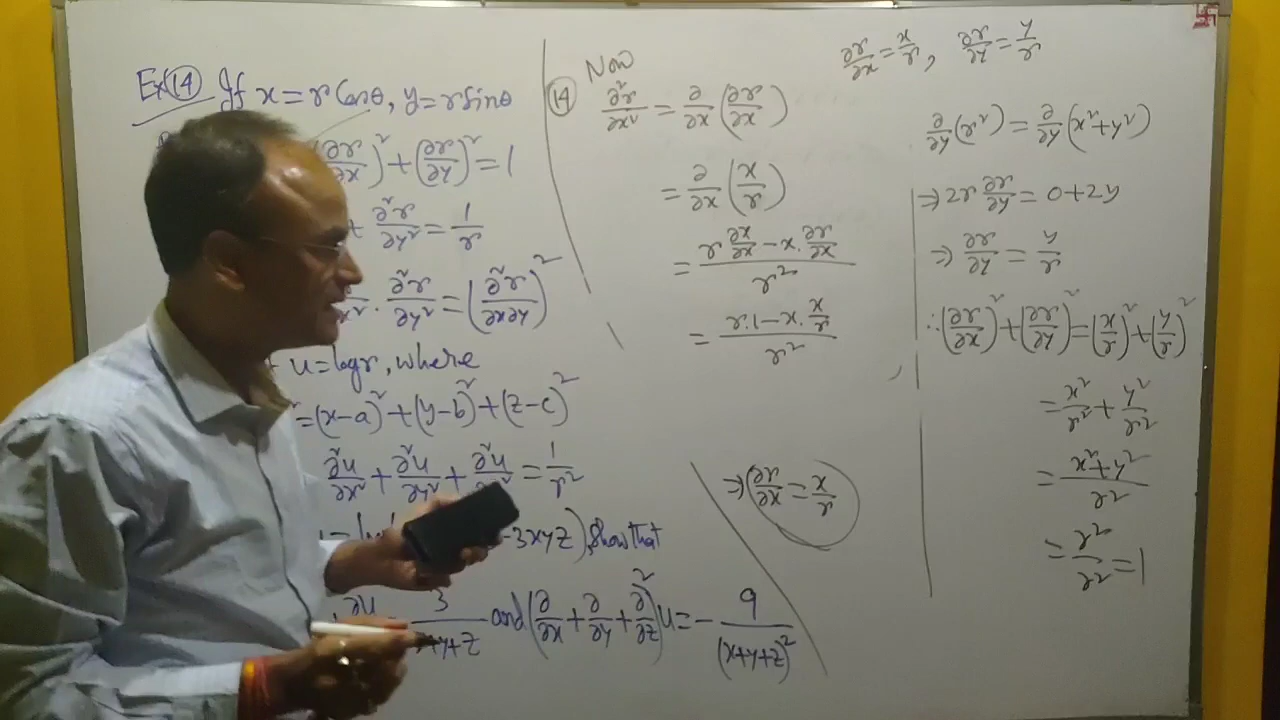 Ex(14) If x = r Cosθ, y = r Sinθ
(∂r/∂x)² + (∂r/∂y)² = 1
+ ∂²r/∂y² = 1/r
. ∂²r/∂y² = (∂²r/∂x∂y)²
u = log r, where
² = (x-a)² + (y-b)² + (z-c)²
∂²u/∂x² + ∂²u/∂y² + ∂²u/ = 1/r²
-3xyz), Show that
∂u 3/ +y+z and (∂/∂x + ∂/∂y + ∂/∂z)² u = - 9/(x+y+z)²
(14) Now
∂²r/∂x² = ∂/∂x (∂r/∂x)
= ∂/∂x (x/r)
= (r ∂x/∂x - x. ∂r/∂x)/r²
= (r.1 - x. x/r)/r²
⇒ (∂r/∂x = x/r
∂r/∂x = x/r, ∂r/∂y = y/r
∂/∂y (r²) = ∂/∂y (x² + y²)
⇒ 2r ∂r/∂y = 0 + 2y
⇒ ∂r/∂y = y/r
∴ (∂r/∂x)² + (∂r/∂y)² = (x/r)² + (y/r)²
= x²/r² + y²/r²
= (x² + y²)/r²
= r²/r² = 1